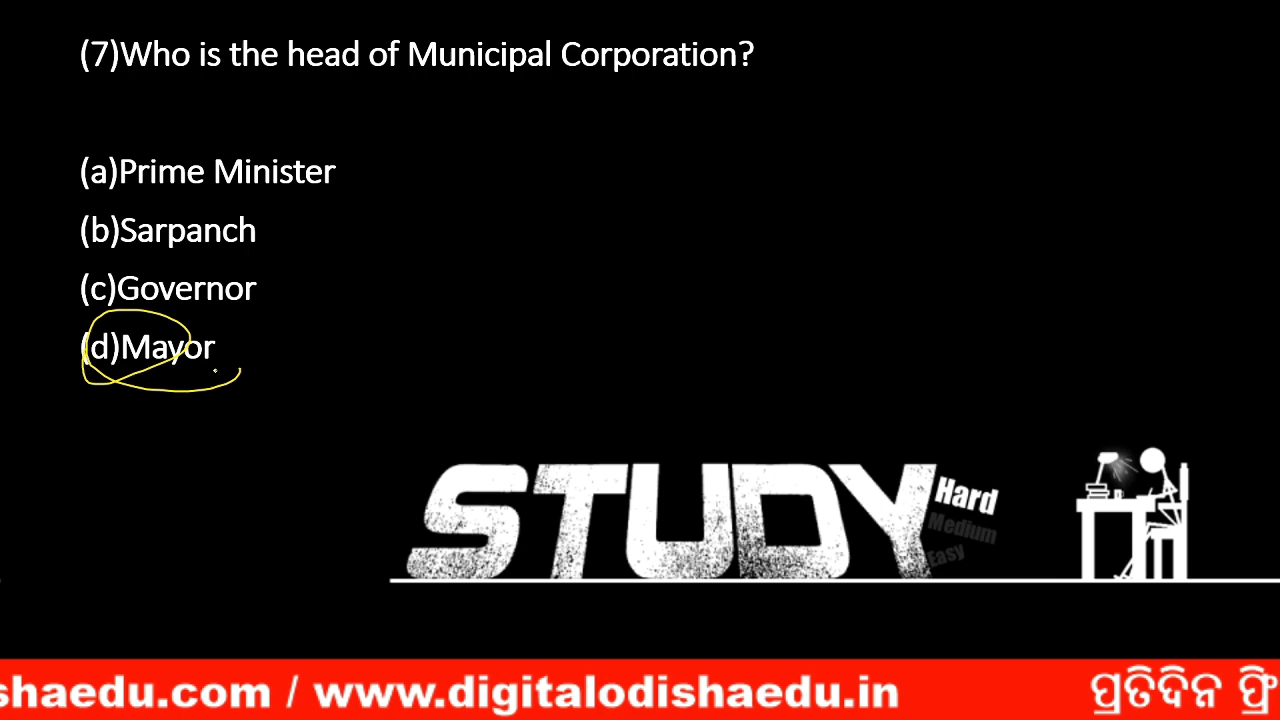 (7)Who is the head of Municipal Corporation?
(a)Prime Minister
(b)Sarpanch
(c)Governor
(d)Mayor
STUDY Hard
Medium
Easy
shaedu.com / www.digitalodishaedu.in ପ୍ରତିଦିନ ଫ୍ରି